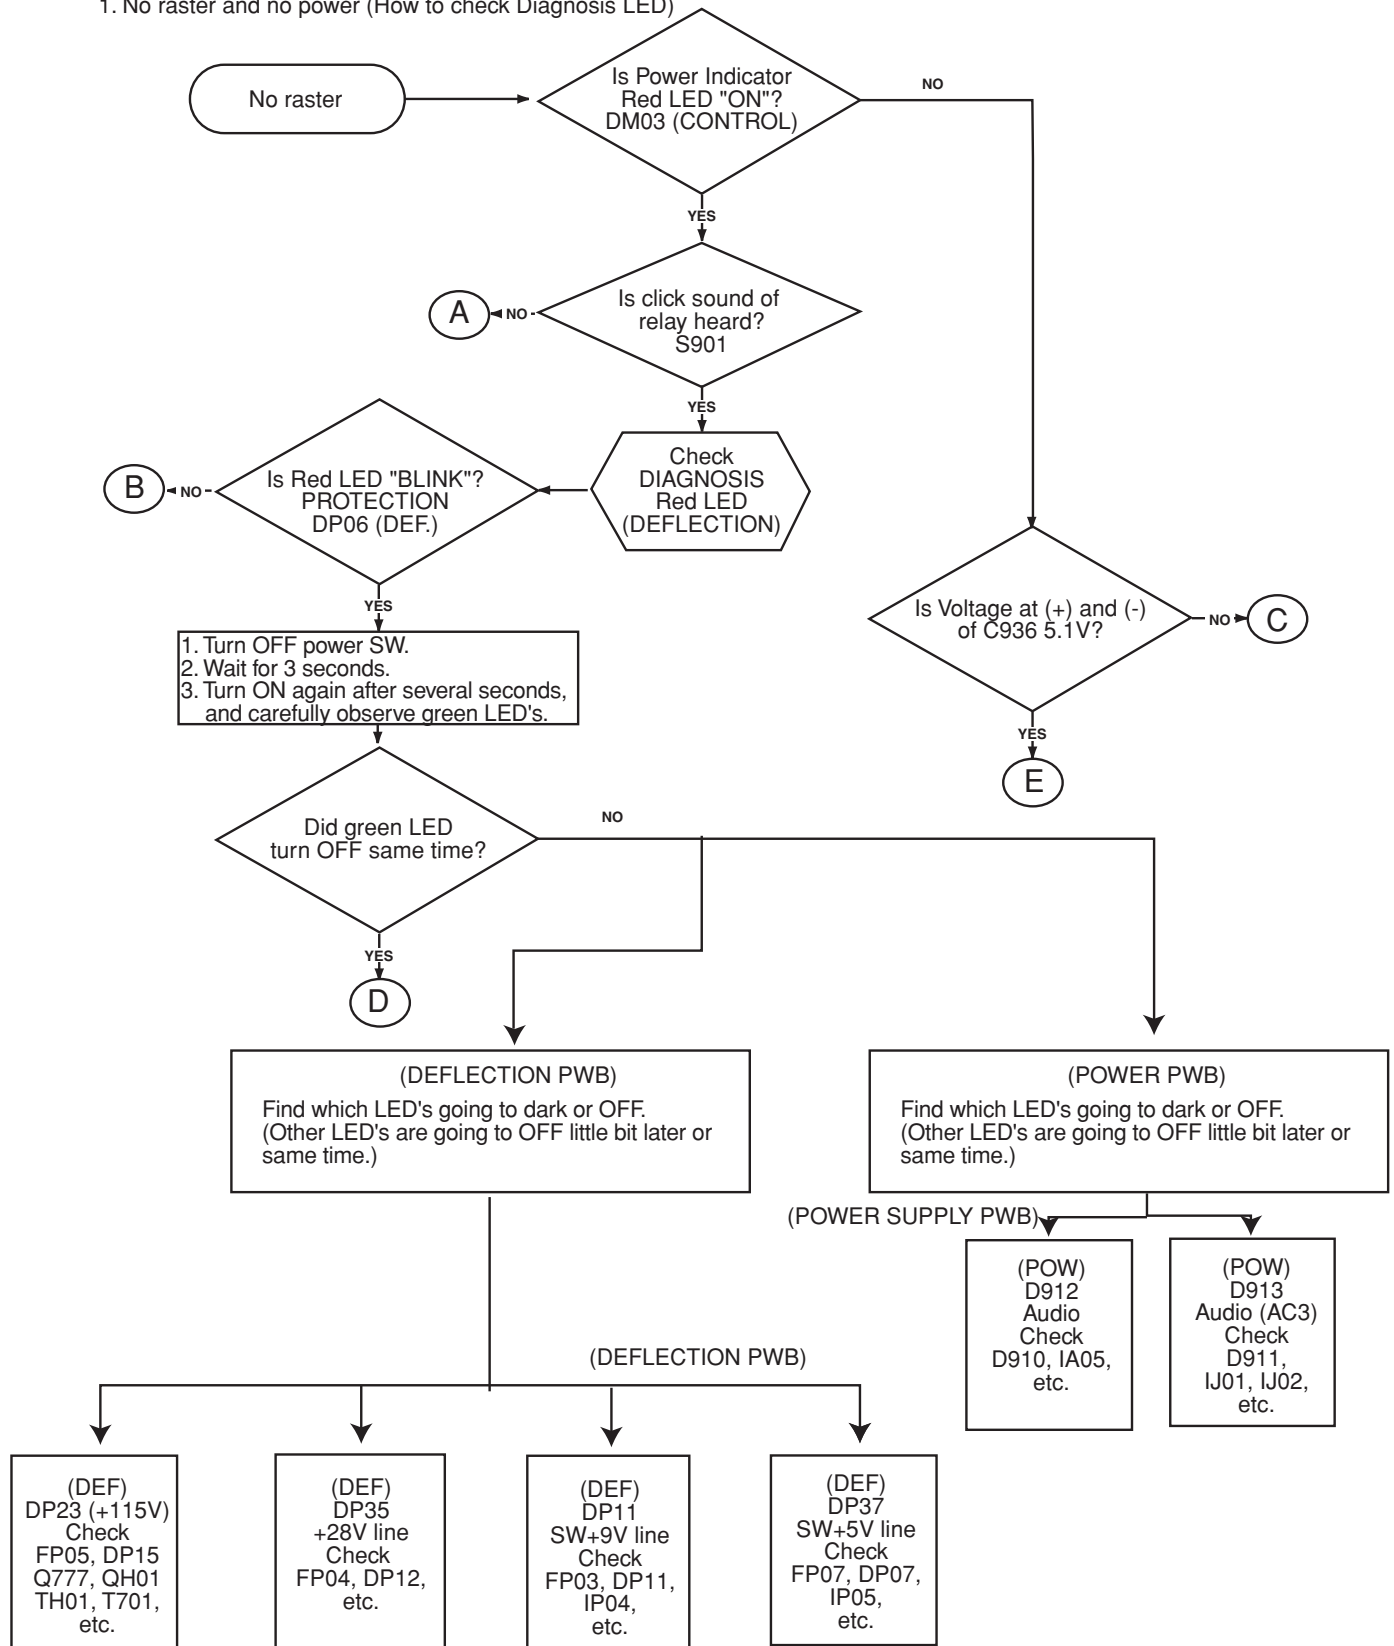 1. No raster and no power (How to check Diagnosis LED)
No raster
Is Power Indicator
Red LED "ON"?
DM03 (CONTROL)
NO
YES
Is click sound of
relay heard?
S901
NO
A
YES
Check
DIAGNOSIS
Red LED
(DEFLECTION)
Is Red LED "BLINK"?
PROTECTION
DP06 (DEF.)
NO
B
YES
1. Turn OFF power SW.
2. Wait for 3 seconds.
3. Turn ON again after several seconds,
and carefully observe green LED's.
Is Voltage at (+) and (-)
of C936 5.1V?
NO
C
YES
E
Did green LED
turn OFF same time?
NO
YES
D
(DEFLECTION PWB)
Find which LED's going to dark or OFF.
(Other LED's are going to OFF little bit later or
same time.)
(POWER PWB)
Find which LED's going to dark or OFF.
(Other LED's are going to OFF little bit later or
same time.)
(POWER SUPPLY PWB)
(POW)
D912
Audio
Check
D910, IA05,
etc.
(POW)
D913
Audio (AC3)
Check
D911,
IJ01, IJ02,
etc.
(DEFLECTION PWB)
(DEF)
DP23 (+115V)
Check
FP05, DP15
Q777, QH01
TH01, T701,
etc.
(DEF)
DP35
+28V line
Check
FP04, DP12,
etc.
(DEF)
DP11
SW+9V line
Check
FP03, DP11,
IP04,
etc.
(DEF)
DP37
SW+5V line
Check
FP07, DP07,
IP05,
etc.